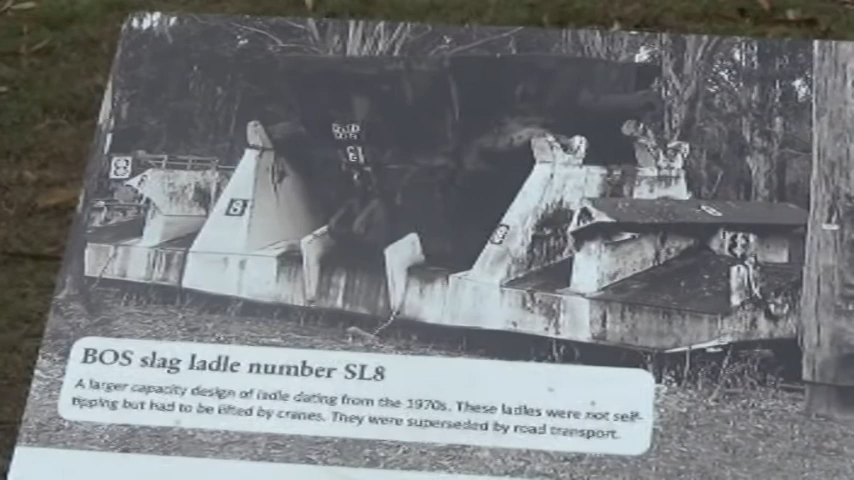 8
BOS slag ladle number SL8
A larger capacity design of ladle dating from the 1970s. These ladles were not self-
tipping but had to be lifted by cranes. They were superseded by road transport.